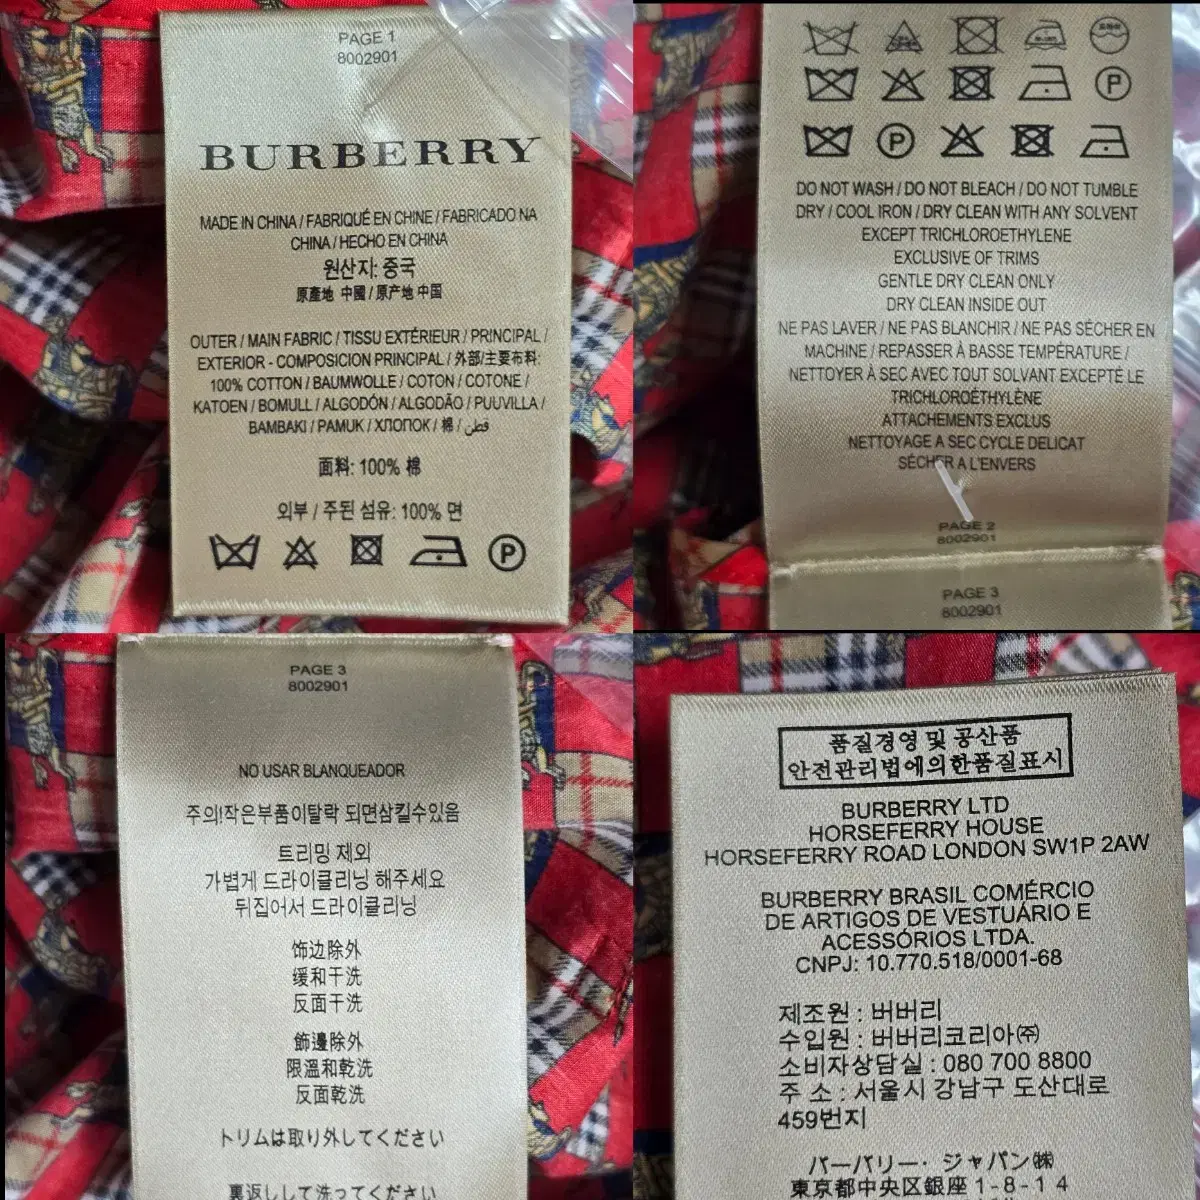 PAGE 1
8002901
BURBERRY
MADE IN CHINA / FABRIQUÉ EN CHINE / FABRICADO NA
CHINA / HECHO EN CHINA
원산지: 중국
原產地 中國 / 原产地 中国
OUTER / MAIN FABRIC / TISSU EXTÉRIEUR / PRINCIPAL /
EXTERIOR - COMPOSICION PRINCIPAL / 外部/主要布料:
100% COTTON / BAUMWOLLE / COTON / COTONE /
KATOEN / BOMULL / ALGODÓN / ALGODÃO / PUUVILLA /
BAMBAKI / PAMUK / ХЛОПОК / 棉 / قطن
面料: 100% 棉
외부 / 주된 섬유: 100% 면
P
P
P
DO NOT WASH / DO NOT BLEACH / DO NOT TUMBLE
DRY / COOL IRON / DRY CLEAN WITH ANY SOLVENT
EXCEPT TRICHLOROETHYLENE
EXCLUSIVE OF TRIMS
GENTLE DRY CLEAN ONLY
DRY CLEAN INSIDE OUT
NE PAS LAVER / NE PAS BLANCHIR / NE PAS SÉCHER EN
MACHINE / REPASSER À BASSE TEMPÉRATURE /
NETTOYER À SEC AVEC TOUT SOLVANT EXCEPTÉ LE
TRICHLOROÉTHYLÈNE
ATTACHEMENTS EXCLUS
NETTOYAGE A SEC CYCLE DELICAT
SÉCHER A L'ENVERS
PAGE 2
8002901
PAGE 3
8002901
PAGE 3
8002901
NO USAR BLANQUEADOR
주의!작은부품이탈락 되면삼킬수있음
트리밍 제외
가볍게 드라이클리닝 해주세요
뒤집어서 드라이클리닝
饰边除外
缓和干洗
反面干洗
飾邊除外
限溫和乾洗
反面乾洗
トリムは取り外してください
裏返しして洗ってください
품질경영 및 공산품
안전관리법에의한품질표시
BURBERRY LTD
HORSEFERRY HOUSE
HORSEFERRY ROAD LONDON SW1P 2AW
BURBERRY BRASIL COMÉRCIO
DE ARTIGOS DE VESTUÁRIO E
ACESSÓRIOS LTDA.
CNPJ: 10.770.518/0001-68
제조원 : 버버리
수입원 : 버버리코리아㈜
소비자상담실 : 080 700 8800
주 소 : 서울시 강남구 도산대로
459번지
バーバリー・ジャパン㈱
東京都中央区銀座 1 - 8 - 1 4